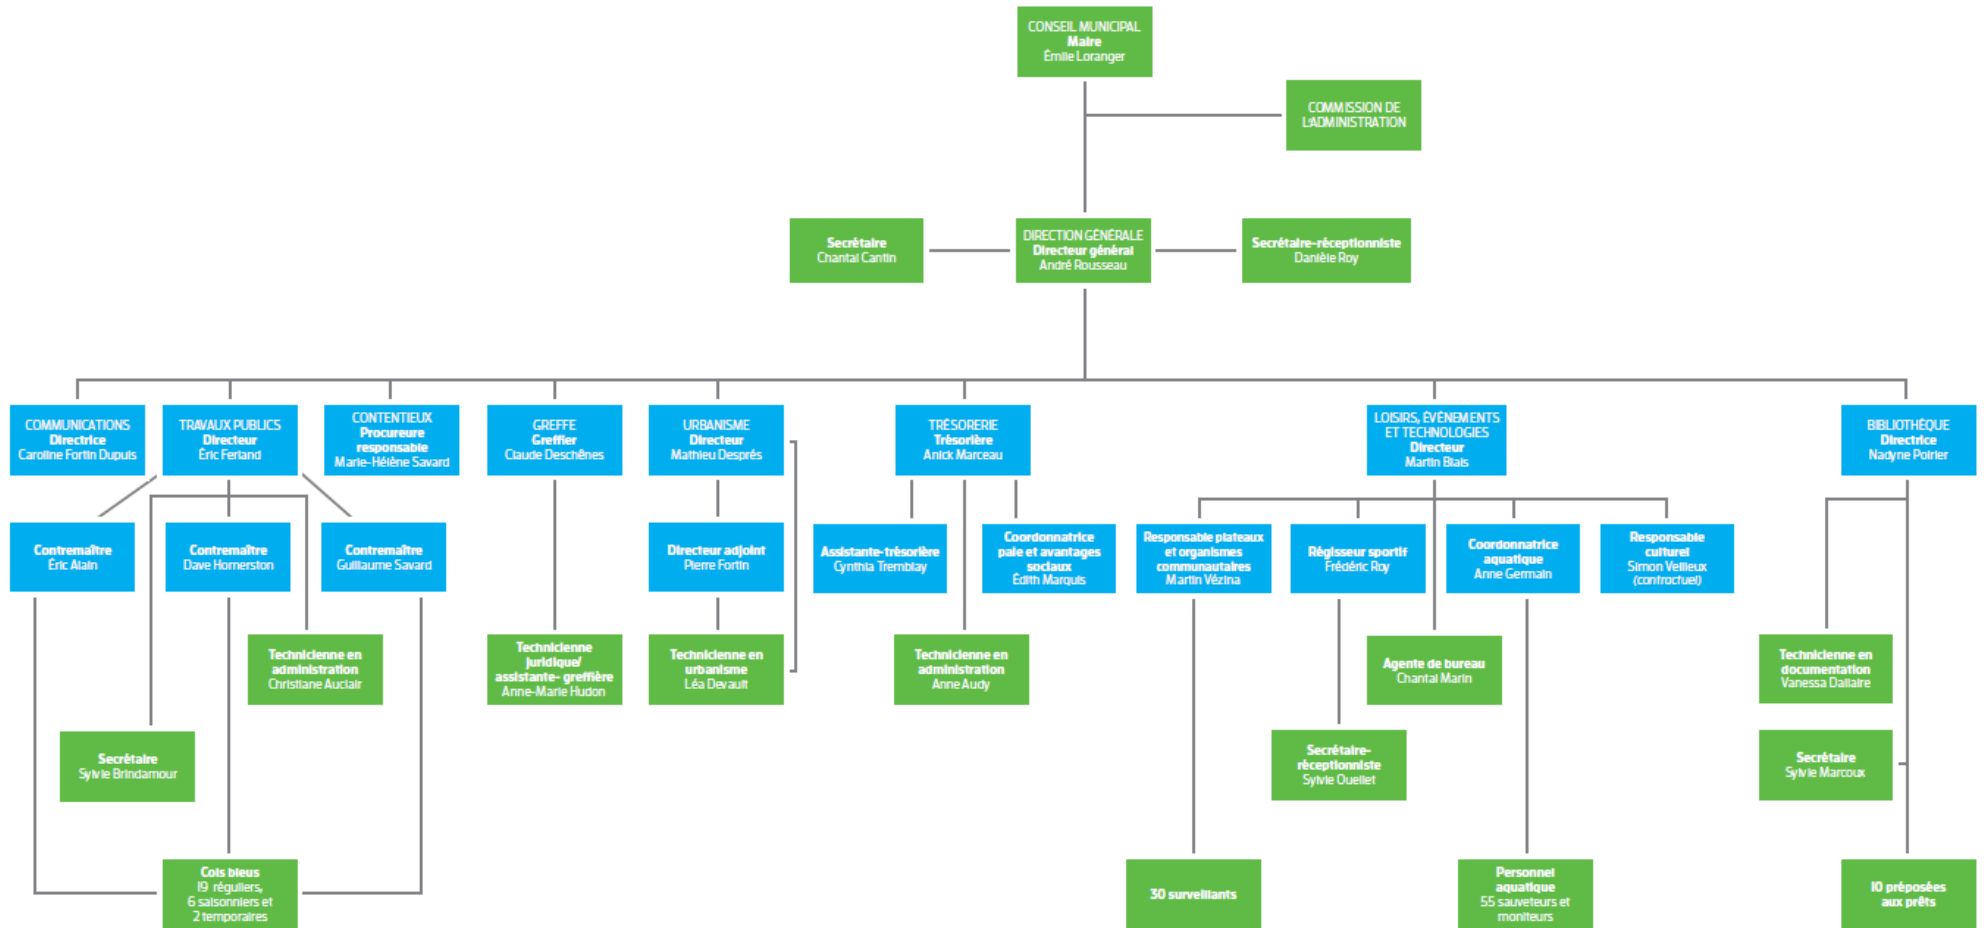 CONSEIL MUNICIPAL
Maire
Émile Loranger
COMMISSION DE
L'ADMINISTRATION
Secrétaire
Chantal Cantin
DIRECTION GÉNÉRALE
Directeur général
André Rousseau
Secrétaire-réceptionniste
Danièle Roy
COMMUNICATIONS
Directrice
Caroline Fortin Dupuis
TRAVAUX PUBLICS
Directeur
Éric Ferland
CONTENTIEUX
Procureure
responsable
Marie-Hélène Savard
GREFFE
Greffier
Claude Deschênes
URBANISME
Directeur
Mathieu Després
TRÉSORERIE
Trésorière
Anick Marceau
LOISIRS, ÉVÉNEMENTS
ET TECHNOLOGIES
Directeur
Martin Blais
BIBLIOTHÈQUE
Directrice
Nadyne Poirier
Contremaître
Éric Alain
Contremaître
Dave Homerston
Contremaître
Guillaume Savard
Directeur adjoint
Pierre Fortin
Assistante-trésorière
Cynthia Tremblay
Coordonnatrice
paie et avantages
sociaux
Édith Marquis
Responsable plateaux
et organismes
communautaires
Martin Vézina
Régisseur sportif
Frédéric Roy
Coordonnatrice
aquatique
Anne Germain
Responsable
culturel
Simon Veilleux
(contractuel)
Technicienne en
administration
Christiane Auclair
Technicienne
juridique/
assistante- greffière
Anne-Marie Hudon
Technicienne en
urbanisme
Léa Devault
Technicienne en
administration
Anne Audy
Agente de bureau
Chantal Marin
Technicienne en
documentation
Vanessa Dallaire
Secrétaire
Sylvie Brindamour
Secrétaire-
réceptionniste
Sylvie Ouellet
Secrétaire
Sylvie Marcoux
Cols bleus
19 réguliers,
6 saisonniers et
2 temporaires
30 surveillants
Personnel
aquatique
55 sauveteurs et
moniteurs
10 préposées
aux prêts